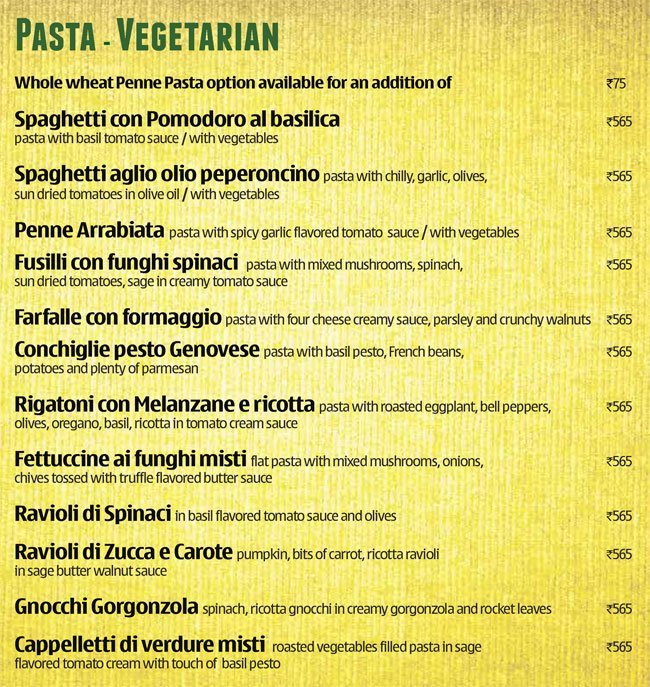 PASTA - VEGETARIAN
Whole wheat Penne Pasta option available for an addition of ₹75
Spaghetti con Pomodoro al basilica ₹565
pasta with basil tomato sauce / with vegetables
Spaghetti aglio olio peperoncino pasta with chilly, garlic, olives, ₹565
sun dried tomatoes in olive oil / with vegetables
Penne Arrabiata pasta with spicy garlic flavored tomato sauce / with vegetables ₹565
Fusilli con funghi spinaci pasta with mixed mushrooms, spinach, ₹565
sun dried tomatoes, sage in creamy tomato sauce
Farfalle con formaggio pasta with four cheese creamy sauce, parsley and crunchy walnuts ₹565
Conchiglie pesto Genovese pasta with basil pesto, French beans, ₹565
potatoes and plenty of parmesan
Rigatoni con Melanzane e ricotta pasta with roasted eggplant, bell peppers, ₹565
olives, oregano, basil, ricotta in tomato cream sauce
Fettuccine ai funghi misti flat pasta with mixed mushrooms, onions, ₹565
chives tossed with truffle flavored butter sauce
Ravioli di Spinaci in basil flavored tomato sauce and olives ₹565
Ravioli di Zucca e Carote pumpkin, bits of carrot, ricotta ravioli ₹565
in sage butter walnut sauce
Gnocchi Gorgonzola spinach, ricotta gnocchi in creamy gorgonzola and rocket leaves ₹565
Cappelletti di verdure misti roasted vegetables filled pasta in sage ₹565
flavored tomato cream with touch of basil pesto